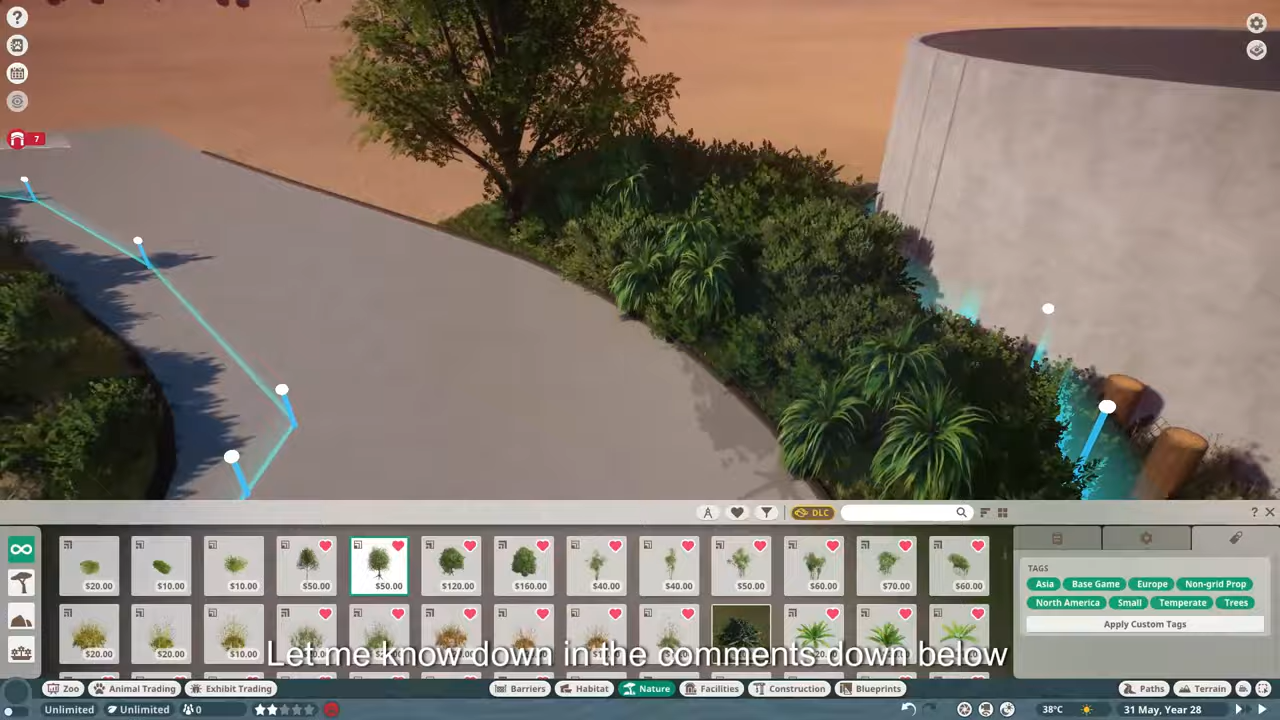 ?
7
DLC
? ×
$20.00 $10.00 $10.00 $50.00 $50.00 $120.00 $160.00 $40.00 $40.00 $50.00 $60.00 $70.00 $60.00
TAGS
Asia Base Game Europe Non-grid Prop
North America Small Temperate Trees
Apply Custom Tags
$20.00 $20.00 $10.00
Let me know down in the comments down below
Zoo Animal Trading Exhibit Trading Barriers Habitat Nature Facilities Construction Blueprints Paths Terrain
Unlimited Unlimited 0 38°C 31 May, Year 28